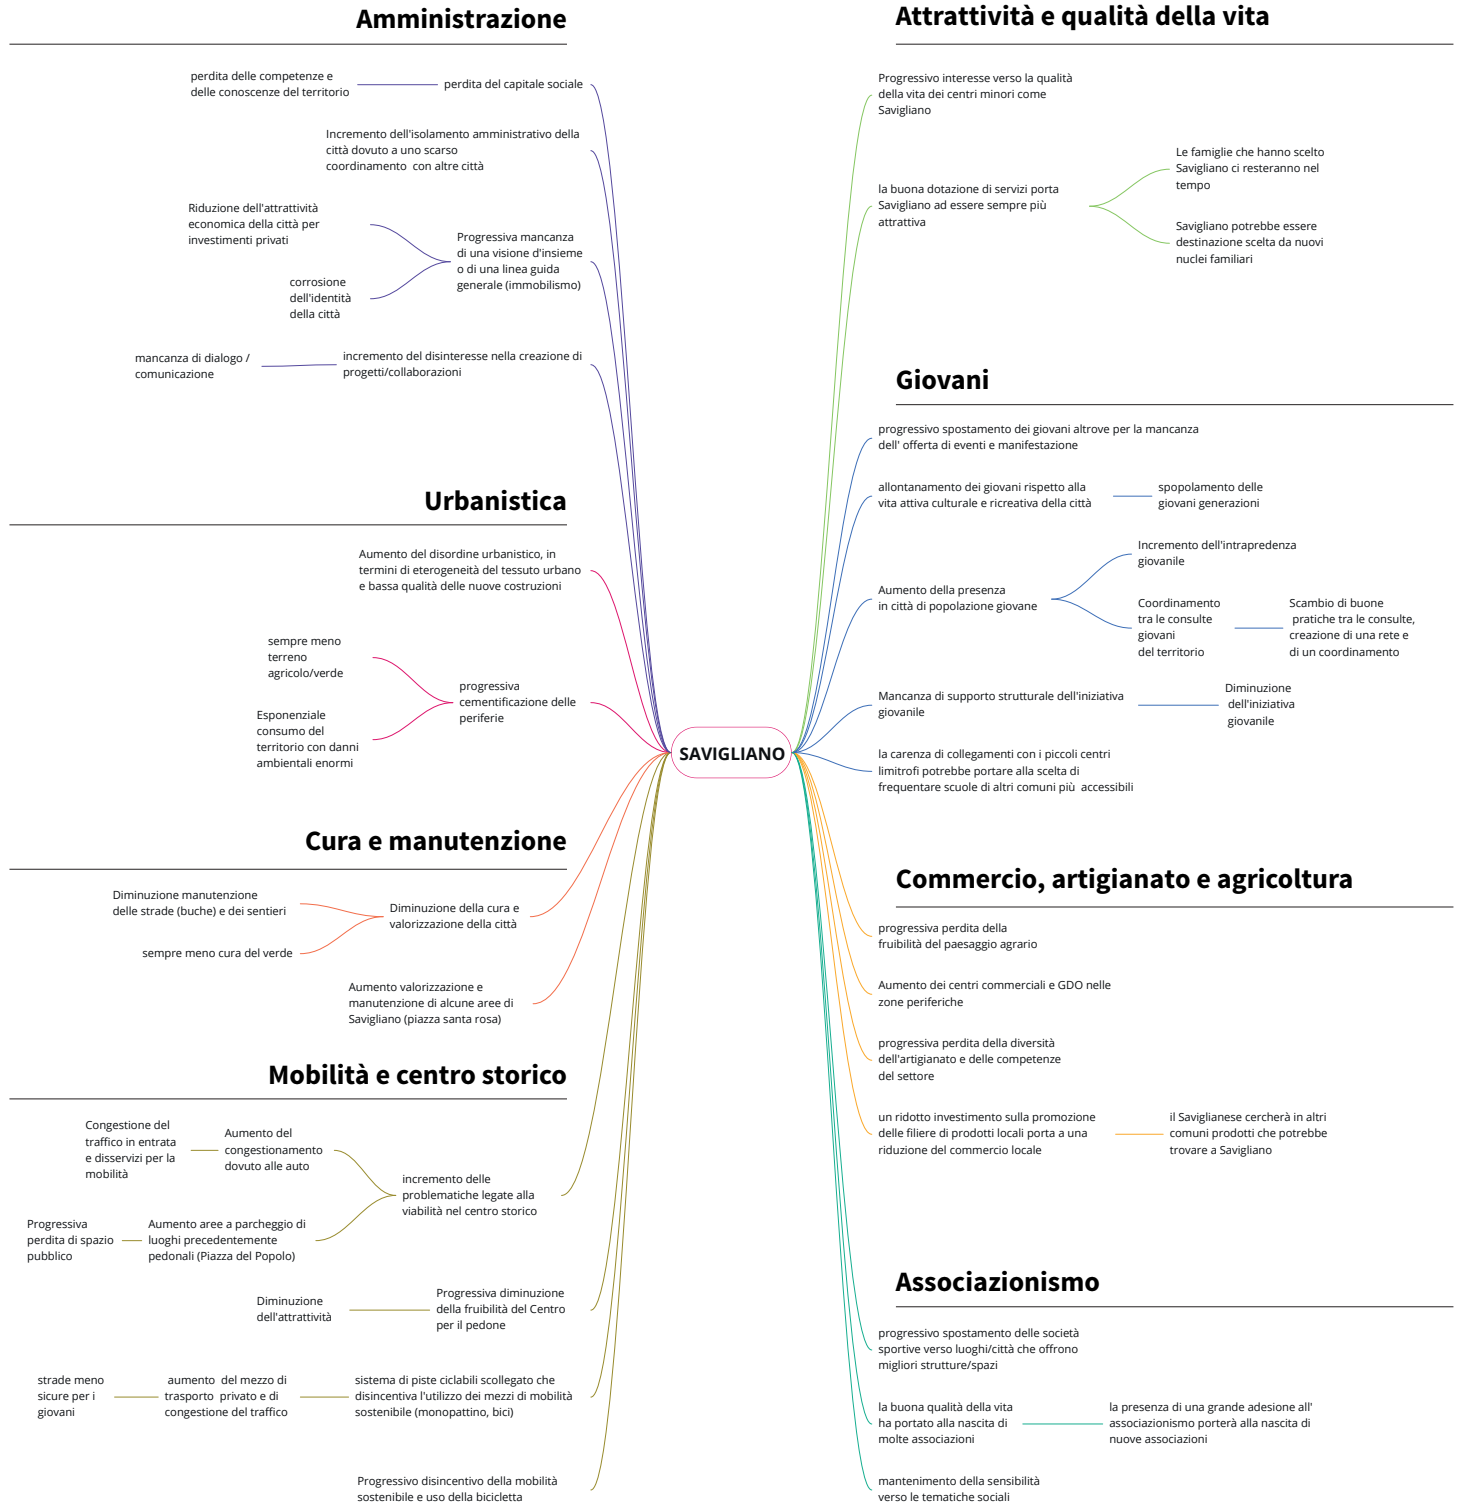 Amministrazione
perdita delle competenze e
delle conoscenze del territorio
perdita del capitale sociale
Incremento dell'isolamento amministrativo della
città dovuto a uno scarso
coordinamento  con altre città
Riduzione dell'attrattività
economica della città per
investimenti privati
Progressiva mancanza
di una visione d'insieme
o di una linea guida
generale (immobilismo)
corrosione
dell'identità
della città
mancanza di dialogo /
comunicazione
incremento del disinteresse nella creazione di
progetti/collaborazioni
Urbanistica
Aumento del disordine urbanistico, in
termini di eterogeneità del tessuto urbano
e bassa qualità delle nuove costruzioni
sempre meno
terreno
agricolo/verde
progressiva
cementificazione delle
periferie
Esponenziale
consumo del
territorio con danni
ambientali enormi
Cura e manutenzione
Diminuzione manutenzione
delle strade (buche) e dei sentieri
Diminuzione della cura e
valorizzazione della città
sempre meno cura del verde
Aumento valorizzazione e
manutenzione di alcune aree di
Savigliano (piazza santa rosa)
Mobilità e centro storico
Congestione del
traffico in entrata
e disservizi per la
mobilità
Aumento del
congestionamento
dovuto alle auto
incremento delle
problematiche legate alla
viabilità nel centro storico
Progressiva
perdita di spazio
pubblico
Aumento aree a parcheggio di
luoghi precedentemente
pedonali (Piazza del Popolo)
Diminuzione
dell'attrattività
Progressiva diminuzione
della fruibilità del Centro
per il pedone
strade meno
sicure per i
giovani
aumento  del mezzo di
trasporto  privato e di
congestione del traffico
sistema di piste ciclabili scollegato che
disincentiva l'utilizzo dei mezzi di mobilità
sostenibile (monopattino, bici)
Progressivo disincentivo della mobilità
sostenibile e uso della bicicletta
SAVIGLIANO
Attrattività e qualità della vita
Progressivo interesse verso la qualità
della vita dei centri minori come
Savigliano
la buona dotazione di servizi porta
Savigliano ad essere sempre più
attrattiva
Le famiglie che hanno scelto
Savigliano ci resteranno nel
tempo
Savigliano potrebbe essere
destinazione scelta da nuovi
nuclei familiari
Giovani
progressivo spostamento dei giovani altrove per la mancanza
dell' offerta di eventi e manifestazione
allontanamento dei giovani rispetto alla
vita attiva culturale e ricreativa della città
spopolamento delle
giovani generazioni
Aumento della presenza
in città di popolazione giovane
Incremento dell'intrapredenza
giovanile
Coordinamento
tra le consulte
giovani
del territorio
Scambio di buone
pratiche tra le consulte,
creazione di una rete e
di un coordinamento
Mancanza di supporto strutturale dell'iniziativa
giovanile
Diminuzione
dell'iniziativa
giovanile
la carenza di collegamenti con i piccoli centri
limitrofi potrebbe portare alla scelta di
frequentare scuole di altri comuni più  accessibili
Commercio, artigianato e agricoltura
progressiva perdita della
fruibilità del paesaggio agrario
Aumento dei centri commerciali e GDO nelle
zone periferiche
progressiva perdita della diversità
dell'artigianato e delle competenze
del settore
un ridotto investimento sulla promozione
delle filiere di prodotti locali porta a una
riduzione del commercio locale
il Saviglianese cercherà in altri
comuni prodotti che potrebbe
trovare a Savigliano
Associazionismo
progressivo spostamento delle società
sportive verso luoghi/città che offrono
migliori strutture/spazi
la buona qualità della vita
ha portato alla nascita di
molte associazioni
la presenza di una grande adesione all'
associazionismo porterà alla nascita di
nuove associazioni
mantenimento della sensibilità
verso le tematiche sociali